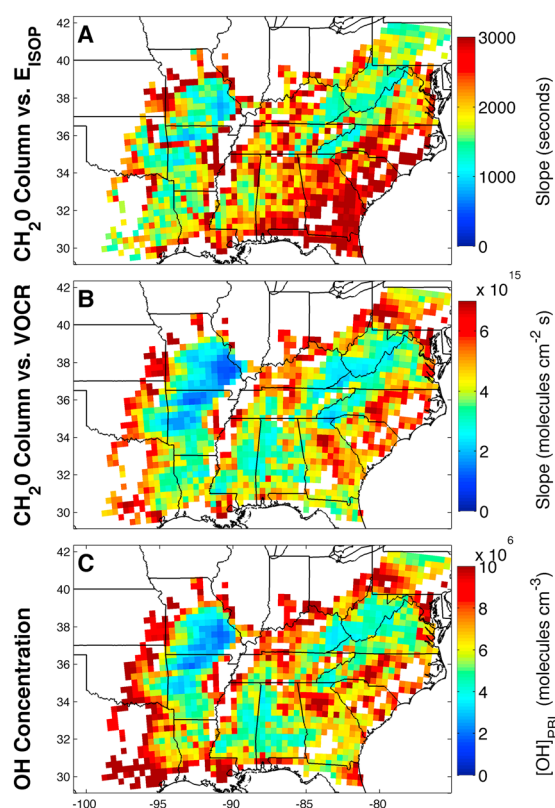 A
42
40
38
36
34
32
30
CH20 Column vs. EISOP
3000
2000
1000
0
Slope (seconds)
B
42
40
38
36
34
32
30
CH20 Column vs. VOCR
x 10 15
6
4
2
0
Slope (molecules cm-2 s)
C
42
40
38
36
34
32
30
OH Concentration
-100 -95 -90 -85 -80
x 10 6
10
8
6
4
2
0
[OH]PBL (molecules cm-3)